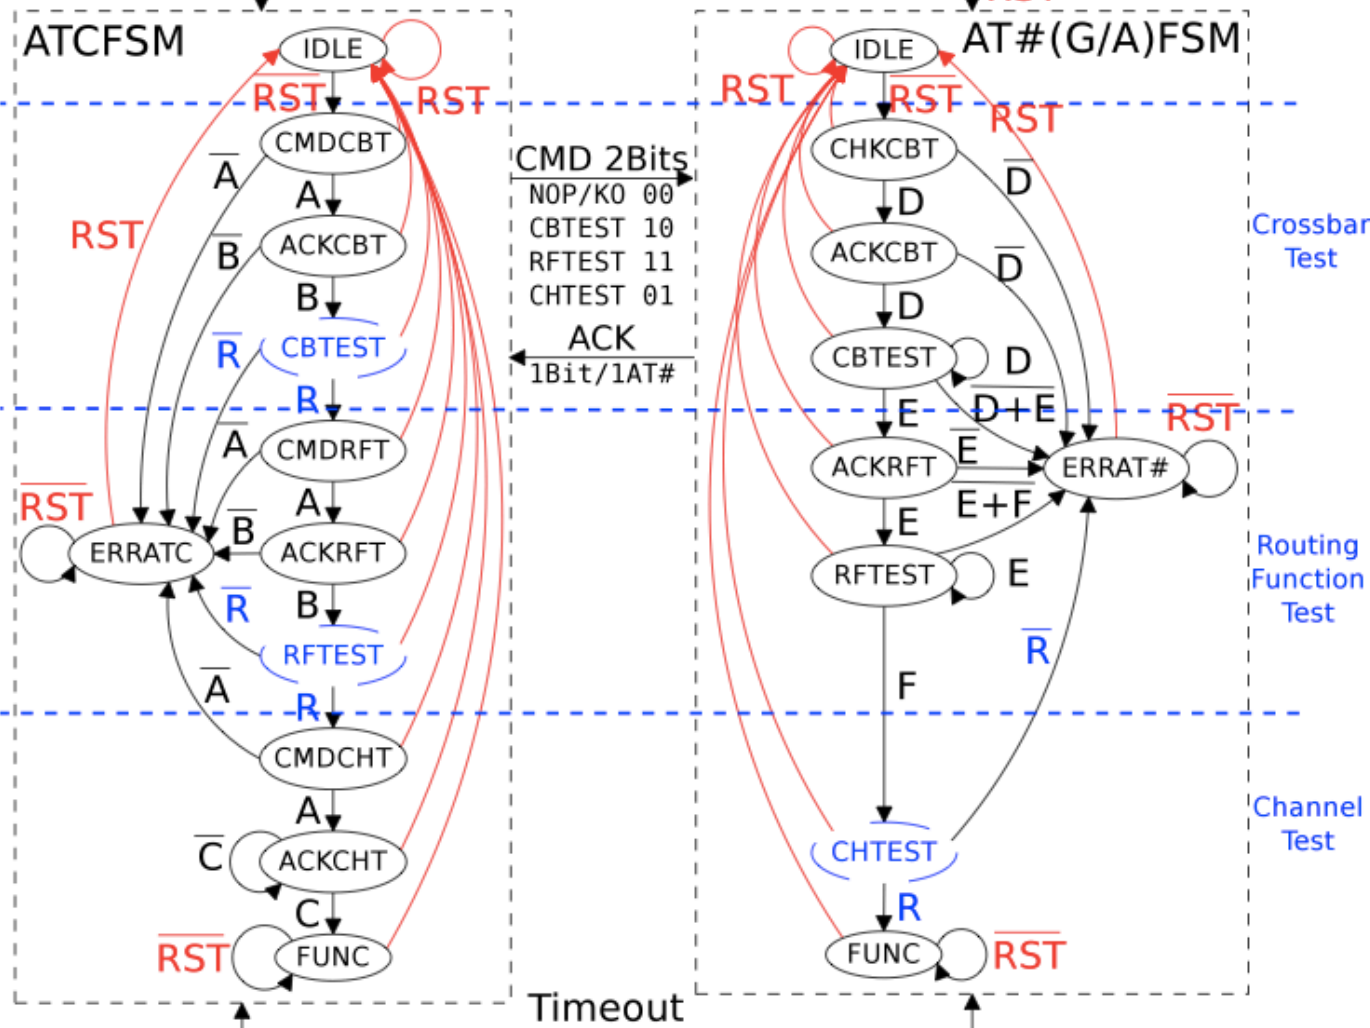 RST
ATCFSM
IDLE
RST
RST
CMDCBT
A
A
RST
ACKCBT
B
B
CBTEST
R
R
CMDRFT
A
A
RST
ERRATC
B
ACKRFT
B
R
RFTEST
R
A
CMDCHT
A
C
ACKCHT
C
RST
FUNC
CMD 2Bits
NOP/KO 00
CBTEST 10
RFTEST 11
CHTEST 01
ACK
1Bit/1AT#
Timeout
AT#(G/A)FSM
IDLE
RST
RST
RST
CHKCBT
D
D
ACKCBT
D
D
CBTEST
D
D+E
E
RST
E
ACKRFT
ERRAT#
E+F
E
RFTEST
E
R
F
CHTEST
R
FUNC
RST
Crossbar
Test
Routing
Function
Test
Channel
Test